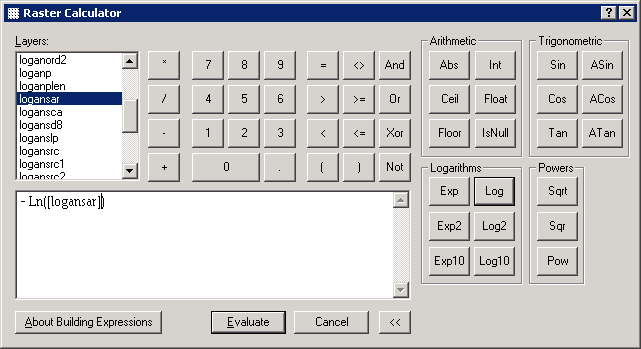 Raster Calculator
Layers:
loganord2
loganp
loganplen
logansar
logansca
logansd8
loganslp
logansrc
logansrc1
logansrc2
* 7 8 9 = <> And
/ 4 5 6 > >= Or
- 1 2 3 < <= Xor
+ 0 . ( ) Not
- Ln([logansar])
Arithmetic
Abs Int
Ceil Float
Floor IsNull
Trigonometric
Sin ASin
Cos ACos
Tan ATan
Logarithms
Exp Log
Exp2 Log2
Exp10 Log10
Powers
Sqrt
Sqr
Pow
About Building Expressions Evaluate Cancel <<